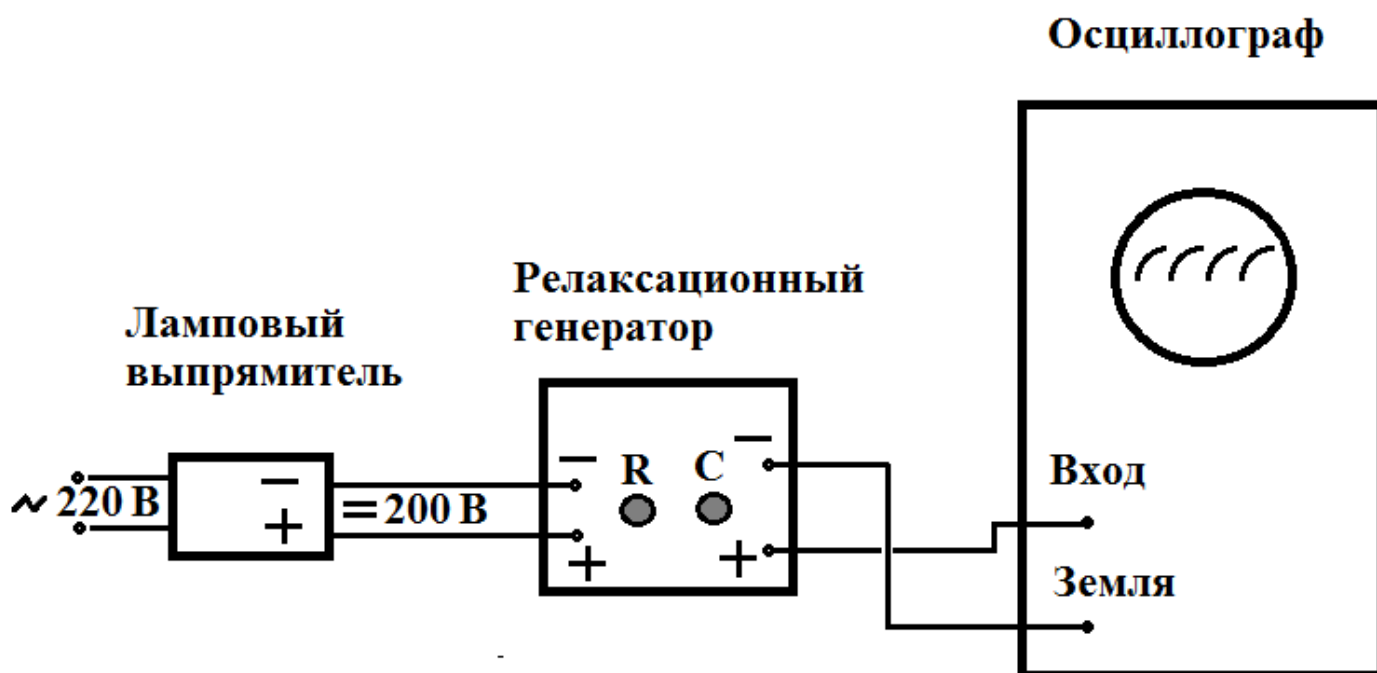 Осциллограф
Релаксационный
генератор
Ламповый
выпрямитель
~ 220 В
−
+
= 200 В
−
+
R
C
−
+
Вход
Земля